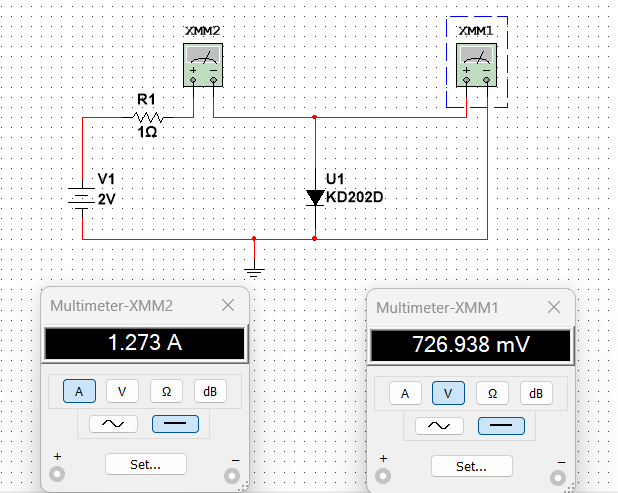 XMM2
XMM1
R1
1Ω
V1
2V
U1
KD202D
Multimeter-XMM2
1.273 A
A V Ω dB
Set...
+ −
Multimeter-XMM1
726.938 mV
A V Ω dB
Set...
+ −